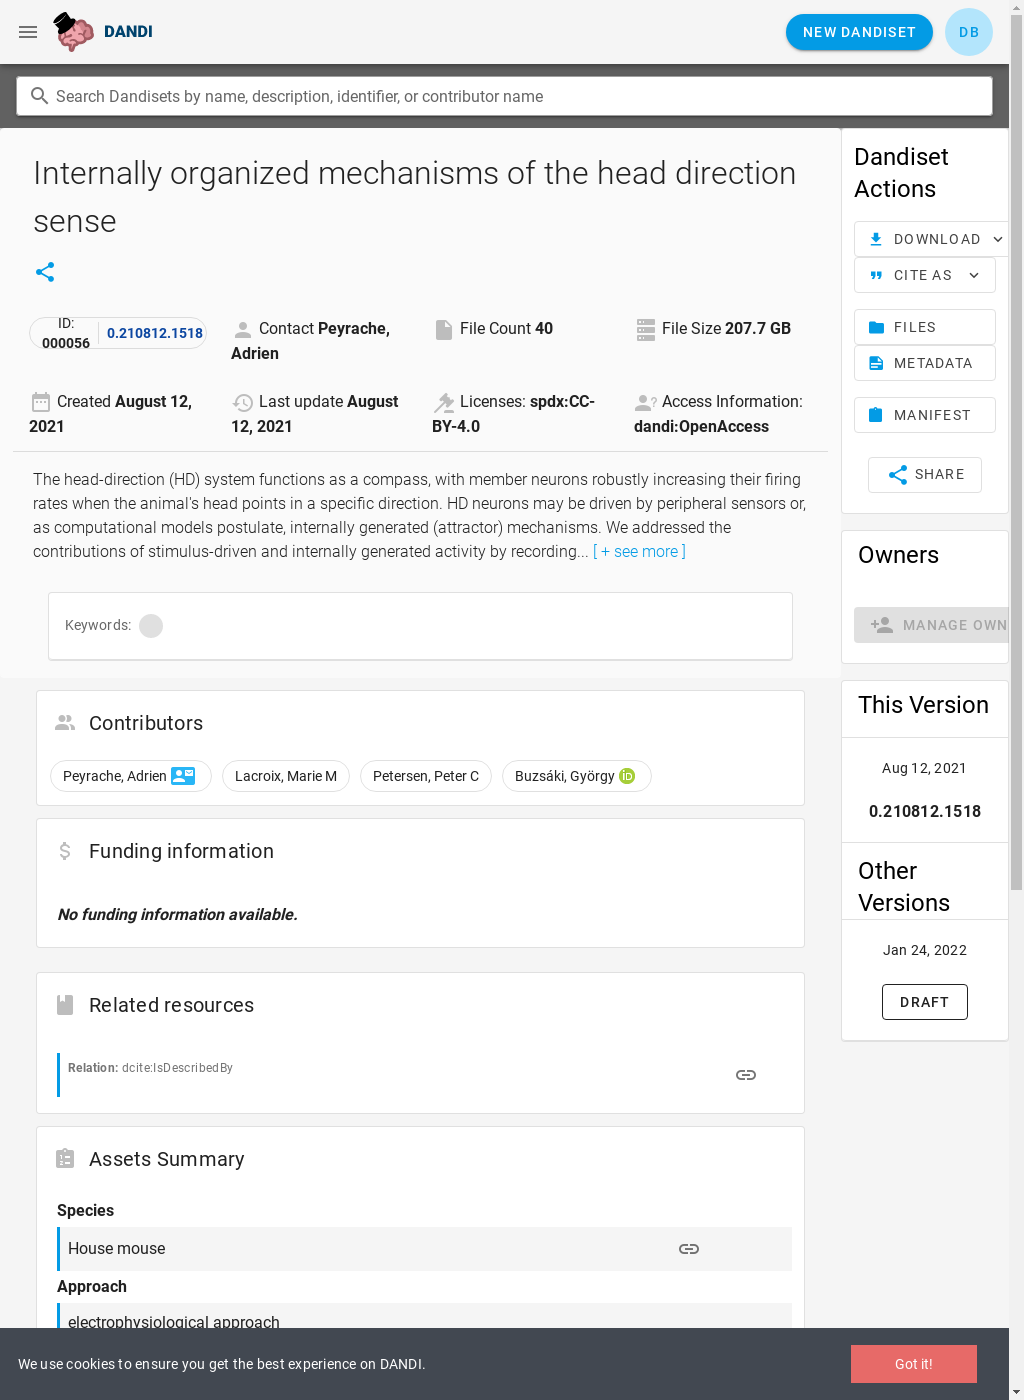 DANDI
NEW DANDISET
DB
Search Dandisets by name, description, identifier, or contributor name
Internally organized mechanisms of the head direction
sense
ID:
000056
0.210812.1518
Contact Peyrache,
Adrien
File Count 40
File Size 207.7 GB
Created August 12,
2021
Last update August
12, 2021
Licenses: spdx:CC-
BY-4.0
Access Information:
dandi:OpenAccess
The head-direction (HD) system functions as a compass, with member neurons robustly increasing their firing
rates when the animal's head points in a specific direction. HD neurons may be driven by peripheral sensors or,
as computational models postulate, internally generated (attractor) mechanisms. We addressed the
contributions of stimulus-driven and internally generated activity by recording... [ + see more ]
Keywords:
Contributors
Peyrache, Adrien
Lacroix, Marie M
Petersen, Peter C
Buzsáki, György
iD
Funding information
No funding information available.
Related resources
Relation: dcite:IsDescribedBy
Assets Summary
Species
House mouse
Approach
electrophysiological approach
Dandiset
Actions
DOWNLOAD
CITE AS
FILES
METADATA
MANIFEST
SHARE
Owners
MANAGE OWN
This Version
Aug 12, 2021
0.210812.1518
Other
Versions
Jan 24, 2022
DRAFT
We use cookies to ensure you get the best experience on DANDI.
Got it!